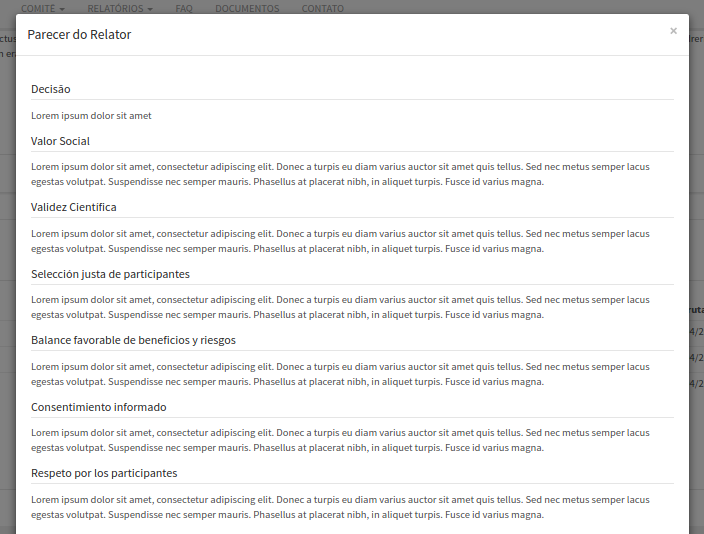 COMITÊ RELATÓRIOS FAQ DOCUMENTOS CONTATO
Parecer do Relator ×
Decisão
Lorem ipsum dolor sit amet
Valor Social
Lorem ipsum dolor sit amet, consectetur adipiscing elit. Donec a turpis eu diam varius auctor sit amet quis tellus. Sed nec metus semper lacus
egestas volutpat. Suspendisse nec semper mauris. Phasellus at placerat nibh, in aliquet turpis. Fusce id varius magna.
Validez Científica
Lorem ipsum dolor sit amet, consectetur adipiscing elit. Donec a turpis eu diam varius auctor sit amet quis tellus. Sed nec metus semper lacus
egestas volutpat. Suspendisse nec semper mauris. Phasellus at placerat nibh, in aliquet turpis. Fusce id varius magna.
Selección justa de participantes
Lorem ipsum dolor sit amet, consectetur adipiscing elit. Donec a turpis eu diam varius auctor sit amet quis tellus. Sed nec metus semper lacus
egestas volutpat. Suspendisse nec semper mauris. Phasellus at placerat nibh, in aliquet turpis. Fusce id varius magna.
Balance favorable de beneficios y riesgos
Lorem ipsum dolor sit amet, consectetur adipiscing elit. Donec a turpis eu diam varius auctor sit amet quis tellus. Sed nec metus semper lacus
egestas volutpat. Suspendisse nec semper mauris. Phasellus at placerat nibh, in aliquet turpis. Fusce id varius magna.
Consentimiento informado
Lorem ipsum dolor sit amet, consectetur adipiscing elit. Donec a turpis eu diam varius auctor sit amet quis tellus. Sed nec metus semper lacus
egestas volutpat. Suspendisse nec semper mauris. Phasellus at placerat nibh, in aliquet turpis. Fusce id varius magna.
Respeto por los participantes
Lorem ipsum dolor sit amet, consectetur adipiscing elit. Donec a turpis eu diam varius auctor sit amet quis tellus. Sed nec metus semper lacus
egestas volutpat. Suspendisse nec semper mauris. Phasellus at placerat nibh, in aliquet turpis. Fusce id varius magna.